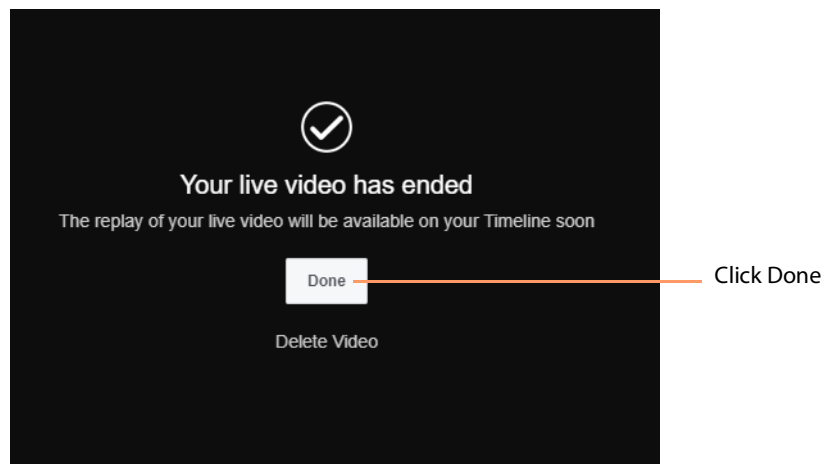 Your live video has ended
The replay of your live video will be available on your Timeline soon
Done
Click Done
Delete Video